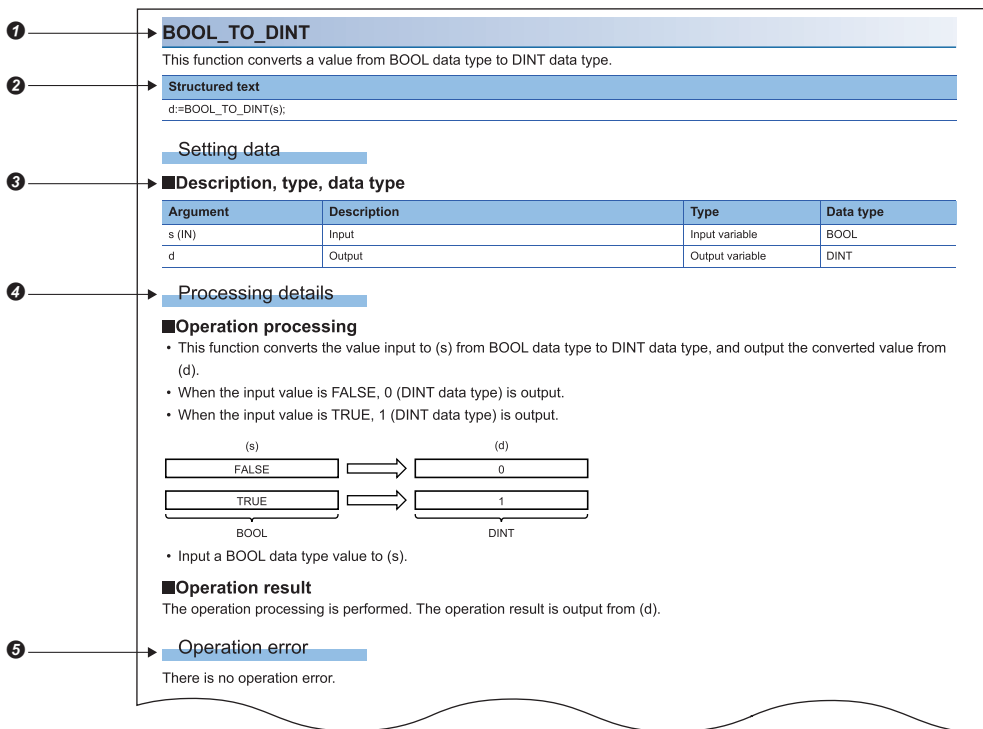 ❶
BOOL_TO_DINT
This function converts a value from BOOL data type to DINT data type.
❷
Structured text
d:=BOOL_TO_DINT(s);
Setting data
❸
■Description, type, data type
Argument Description Type Data type
s (IN) Input Input variable BOOL
d Output Output variable DINT
❹
Processing details
■Operation processing
• This function converts the value input to (s) from BOOL data type to DINT data type, and output the converted value from
(d).
• When the input value is FALSE, 0 (DINT data type) is output.
• When the input value is TRUE, 1 (DINT data type) is output.
(s) (d)
FALSE 0
TRUE 1
BOOL DINT
• Input a BOOL data type value to (s).
■Operation result
The operation processing is performed. The operation result is output from (d).
❺
Operation error
There is no operation error.